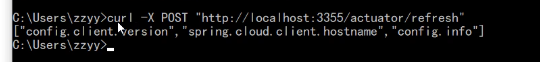 C:\Users\zzyy>curl -X POST "http://localhost:3355/actuator/refresh"
["config.client.version","spring.cloud.client.hostname","config.info"]
C:\Users\zzyy>